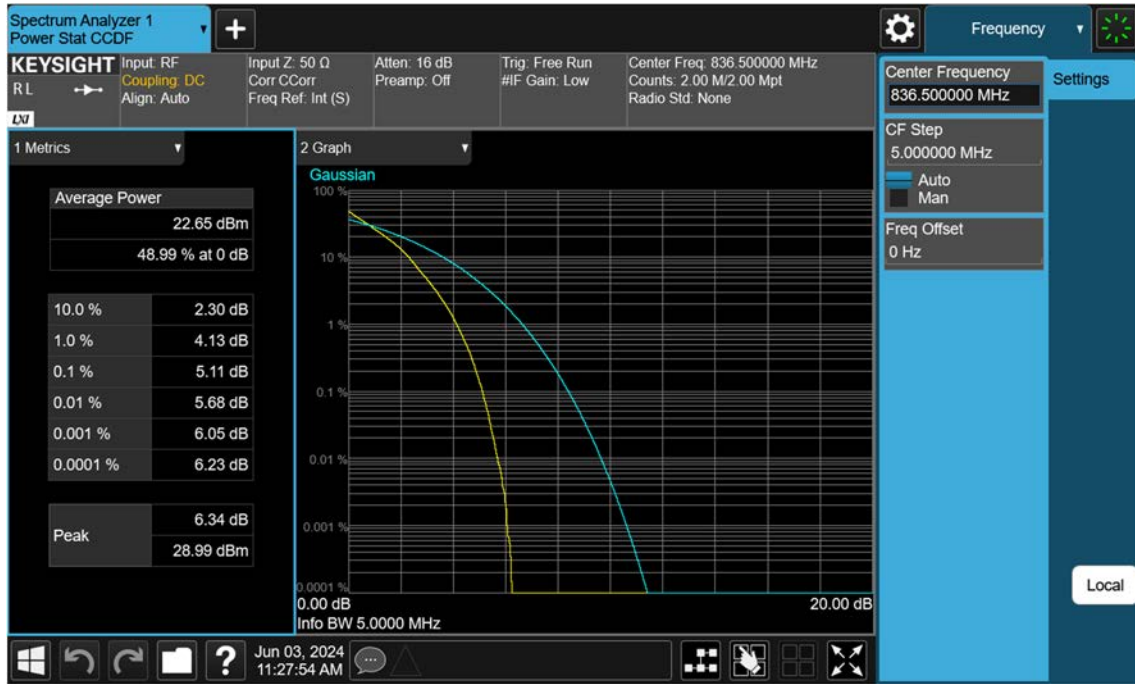 Spectrum Analyzer 1
Power Stat CCDF
+
Frequency
KEYSIGHT
RL
LXI
Input: RF
Coupling: DC
Align: Auto
Input Z: 50 Ω
Corr CCorr
Freq Ref: Int (S)
Atten: 16 dB
Preamp: Off
Trig: Free Run
#IF Gain: Low
Center Freq: 836.500000 MHz
Counts: 2.00 M/2.00 Mpt
Radio Std: None
Center Frequency
836.500000 MHz
Settings
CF Step
5.000000 MHz
Auto
Man
Freq Offset
0 Hz
Local
1 Metrics
Average Power
22.65 dBm
48.99 % at 0 dB
10.0 % 2.30 dB
1.0 % 4.13 dB
0.1 % 5.11 dB
0.01 % 5.68 dB
0.001 % 6.05 dB
0.0001 % 6.23 dB
Peak
6.34 dB
28.99 dBm
2 Graph
Gaussian
100 %
10 %
1 %
0.1 %
0.01 %
0.001 %
0.0001 %
0.00 dB 20.00 dB
Info BW 5.0000 MHz
?
Jun 03, 2024
11:27:54 AM